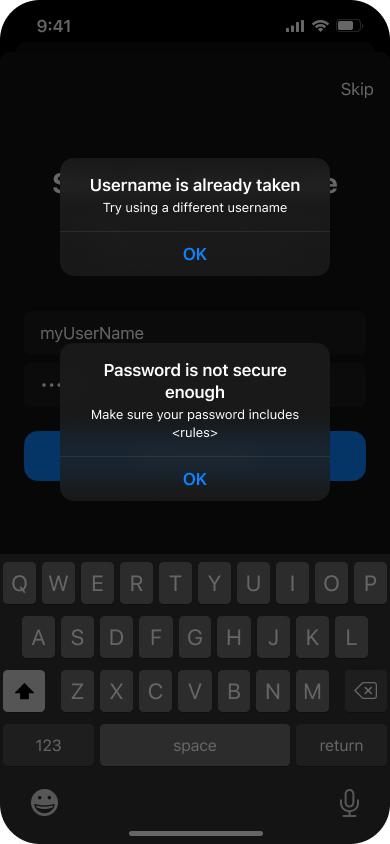 9:41
Skip
Username is already taken
Try using a different username
OK
myUserName
Password is not secure
enough
Make sure your password includes
<rules>
OK
Q W E R T Y U I O P
A S D F G H J K L
Z X C V B N M
123 space return